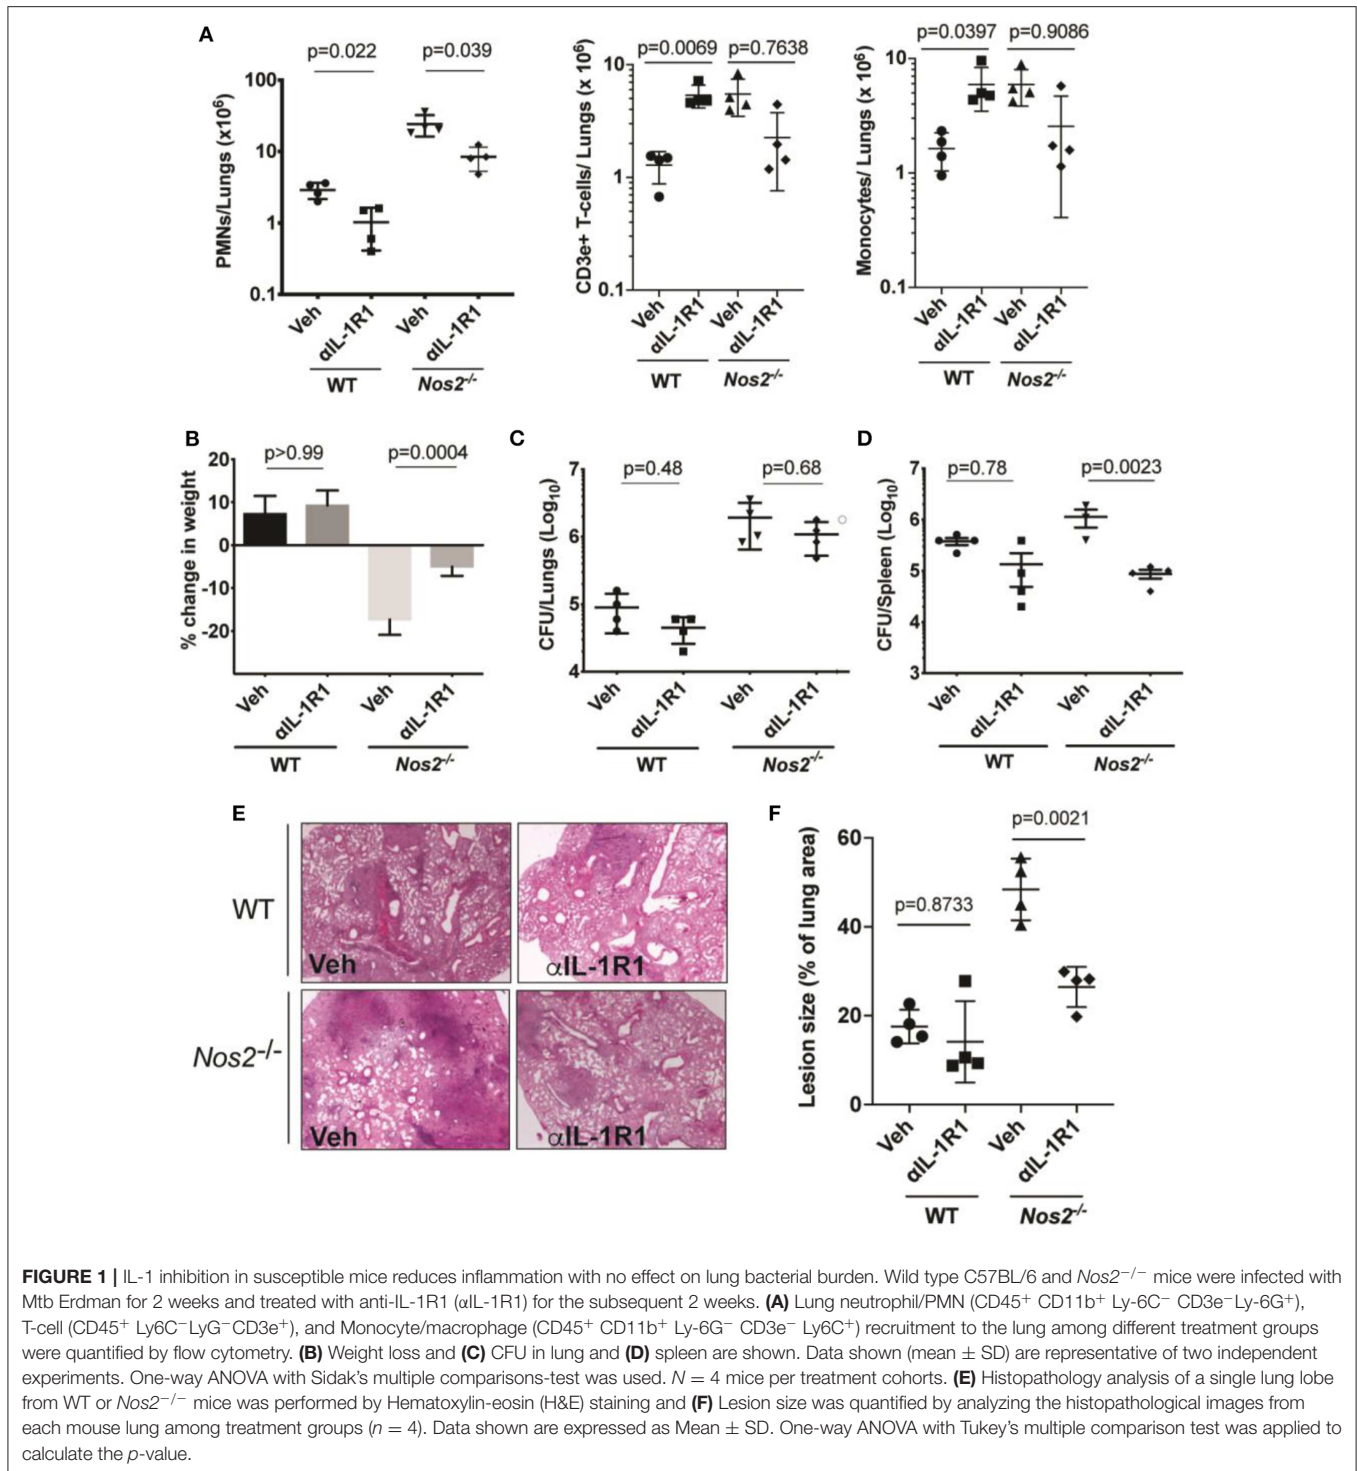 A
p=0.022
p=0.039
PMNs/Lungs (x10⁶)
100
10
1
0.1
Veh
αIL-1R1
Veh
αIL-1R1
WT
Nos2⁻/⁻
p=0.0069
p=0.7638
CD3e+ T-cells/ Lungs (x 10⁶)
10
1
0.1
Veh
αIL-1R1
Veh
αIL-1R1
WT
Nos2⁻/⁻
p=0.0397
p=0.9086
Monocytes/ Lungs (x 10⁶)
10
1
0.1
Veh
αIL-1R1
Veh
αIL-1R1
WT
Nos2⁻/⁻
B
p>0.99
p=0.0004
% change in weight
20
10
0
-10
-20
Veh
αIL-1R1
Veh
αIL-1R1
WT
Nos2⁻/⁻
C
p=0.48
p=0.68
CFU/Lungs (Log₁₀)
7
6
5
4
Veh
αIL-1R1
Veh
αIL-1R1
WT
Nos2⁻/⁻
D
p=0.78
p=0.0023
CFU/Spleen (Log₁₀)
7
6
5
4
3
Veh
αIL-1R1
Veh
αIL-1R1
WT
Nos2⁻/⁻
E
WT
Veh
αIL-1R1
Nos2⁻/⁻
Veh
αIL-1R1
F
p=0.0021
p=0.8733
Lesion size (% of lung area)
60
40
20
0
Veh
αIL-1R1
Veh
αIL-1R1
WT
Nos2⁻/⁻
FIGURE 1 | IL-1 inhibition in susceptible mice reduces inflammation with no effect on lung bacterial burden. Wild type C57BL/6 and Nos2⁻/⁻ mice were infected with
Mtb Erdman for 2 weeks and treated with anti-IL-1R1 (αIL-1R1) for the subsequent 2 weeks. (A) Lung neutrophil/PMN (CD45⁺ CD11b⁺ Ly-6C⁻ CD3e⁻Ly-6G⁺),
T-cell (CD45⁺ Ly6C⁻LyG⁻CD3e⁺), and Monocyte/macrophage (CD45⁺ CD11b⁺ Ly-6G⁻ CD3e⁻ Ly6C⁺) recruitment to the lung among different treatment groups
were quantified by flow cytometry. (B) Weight loss and (C) CFU in lung and (D) spleen are shown. Data shown (mean ± SD) are representative of two independent
experiments. One-way ANOVA with Sidak's multiple comparisons-test was used. N = 4 mice per treatment cohorts. (E) Histopathology analysis of a single lung lobe
from WT or Nos2⁻/⁻ mice was performed by Hematoxylin-eosin (H&E) staining and (F) Lesion size was quantified by analyzing the histopathological images from
each mouse lung among treatment groups (n = 4). Data shown are expressed as Mean ± SD. One-way ANOVA with Tukey's multiple comparison test was applied to
calculate the p-value.